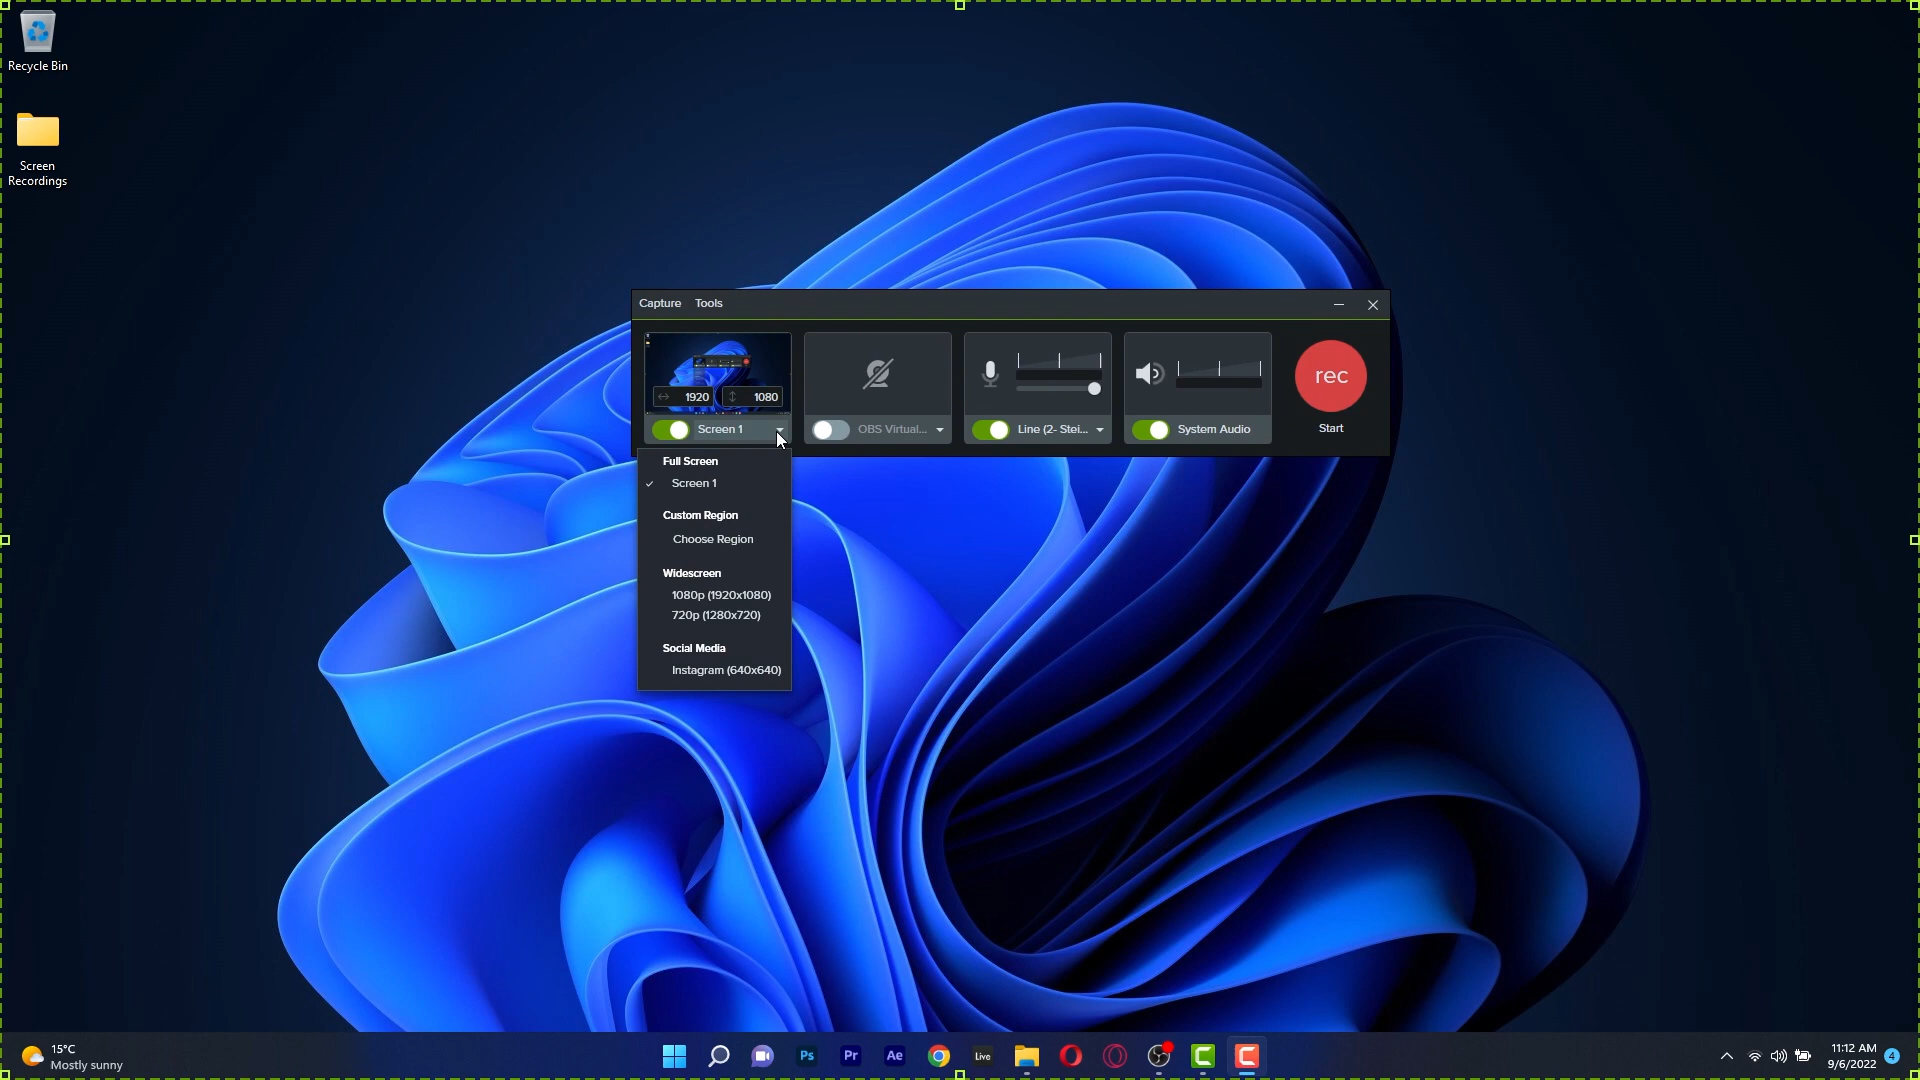 Recycle Bin
Screen
Recordings
Capture Tools
1920 1080
rec
Screen 1
OBS Virtual...
Line (2- Stei...
System Audio
Start
Full Screen
Screen 1
Custom Region
Choose Region
Widescreen
1080p (1920x1080)
720p (1280x720)
Social Media
Instagram (640x640)
15°C
Mostly sunny
Ps
Pr
Ae
Live
11:12 AM
9/6/2022
4